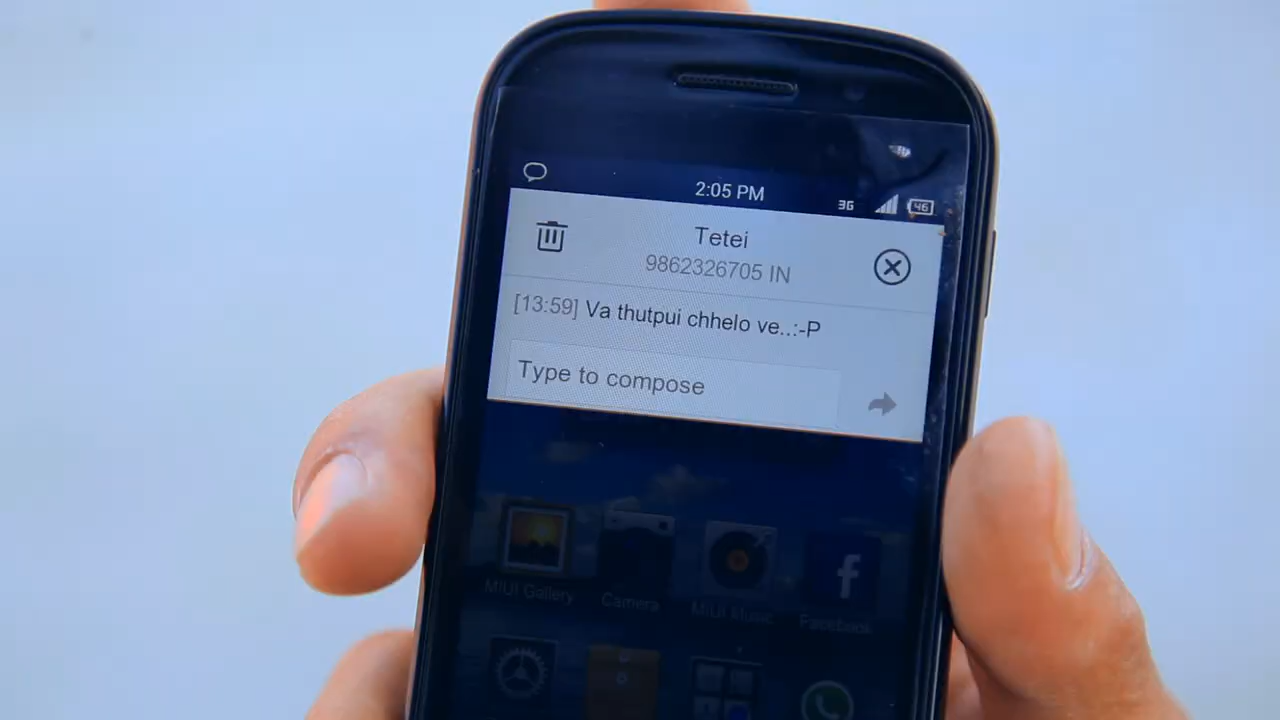 2:05 PM
3G
46
Tetei
9862326705 IN
[13:59] Va thutpui chhelo ve..:-P
Type to compose
MIUI Gallery
Camera
MIUI Music
Facebook